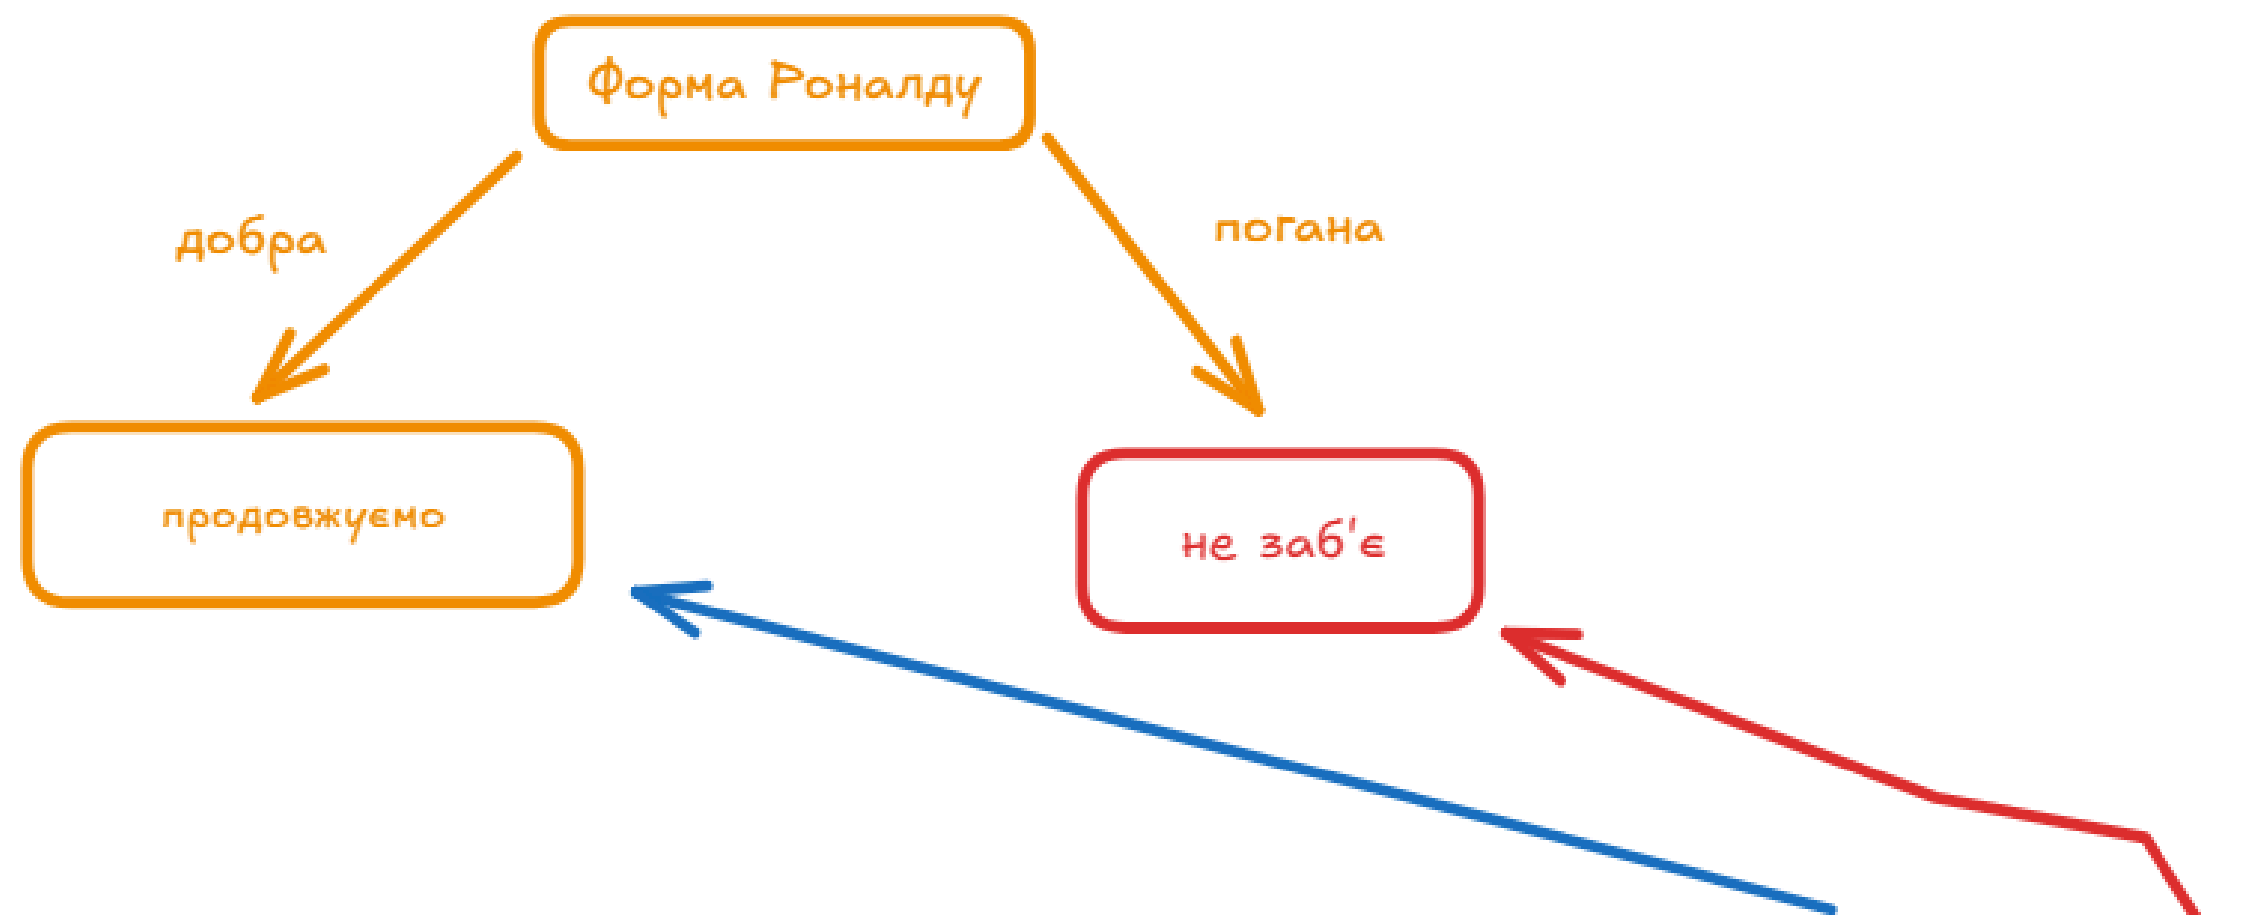 Форма Роналду
добра
погана
продовжуємо
не заб'є